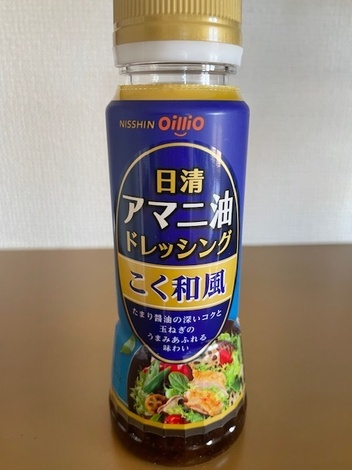 NISSHIN OilliO
日清
アマニ油
ドレッシング
こく和風
たまり醤油の深いコクと
玉ねぎの
うまみあふれる
味わい